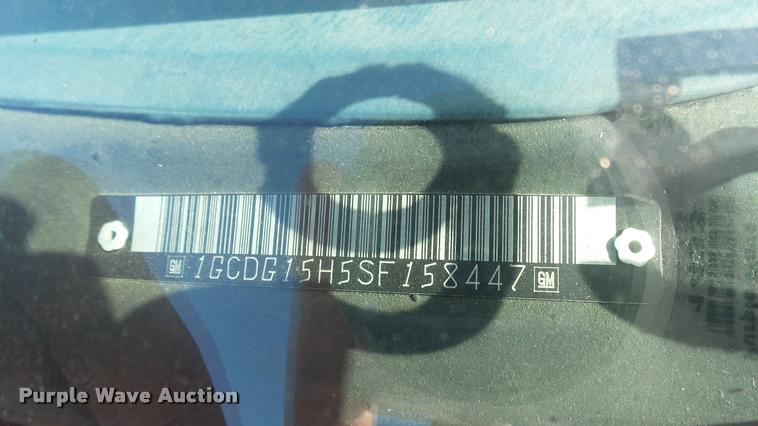 GM 1GCDG15H5SF158447 GM
Purple Wave Auction